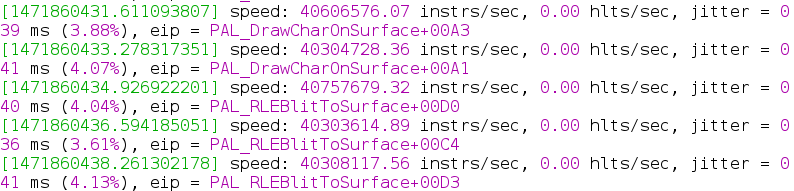 [1471860431.611093807] speed: 40606576.07 instrs/sec, 0.00 hlts/sec, jitter = 0
39 ms (3.88%), eip = PAL_DrawCharOnSurface+00A3
[1471860433.278317351] speed: 40304728.36 instrs/sec, 0.00 hlts/sec, jitter = 0
41 ms (4.07%), eip = PAL_DrawCharOnSurface+00A1
[1471860434.926922201] speed: 40757679.32 instrs/sec, 0.00 hlts/sec, jitter = 0
40 ms (4.04%), eip = PAL_RLEBlitToSurface+00D0
[1471860436.594185051] speed: 40303614.89 instrs/sec, 0.00 hlts/sec, jitter = 0
36 ms (3.61%), eip = PAL_RLEBlitToSurface+00C4
[1471860438.261302178] speed: 40308117.56 instrs/sec, 0.00 hlts/sec, jitter = 0
41 ms (4.13%), eip = PAL_RLEBlitToSurface+00D3